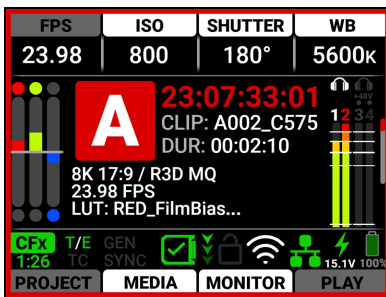 FPS ISO SHUTTER WB
23.98 800 180° 5600K
A
23:07:33:01
CLIP: A002_C575
DUR: 00:02:10
+48V
1 2 3 4
8K 17:9 / R3D MQ
23.98 FPS
LUT: RED_FilmBias...
CFx T/E GEN
1:26 TC SYNC
15.1V 100%
PROJECT MEDIA MONITOR PLAY